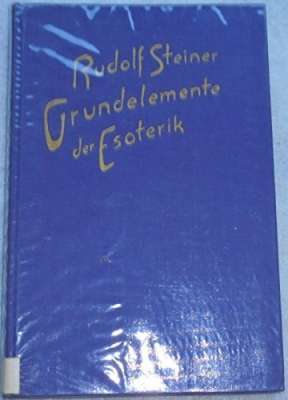 Rudolf Steiner
Grundelemente
der Esoterik